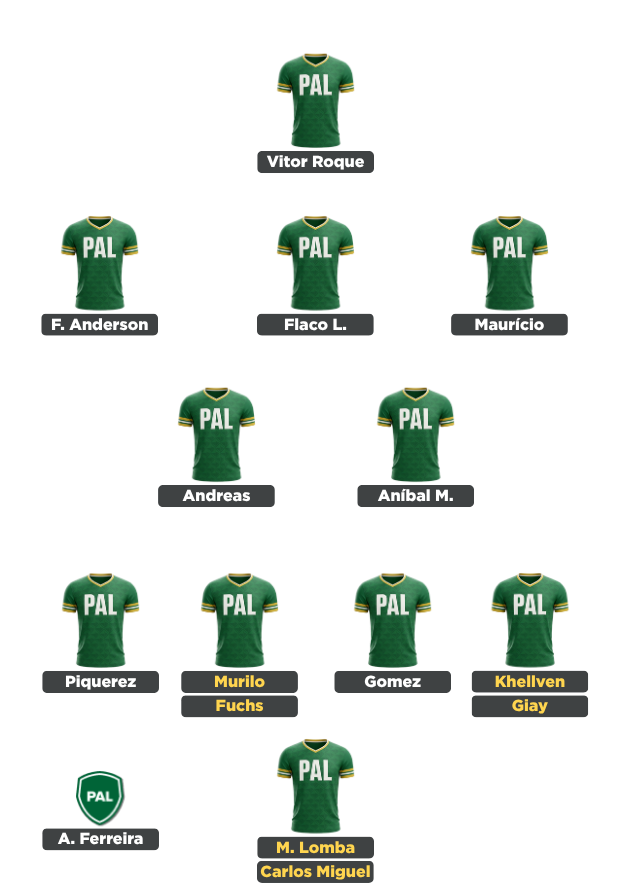 PAL
Vitor Roque
PAL PAL PAL
F. Anderson Flaco L. Maurício
PAL PAL
Andreas Aníbal M.
PAL PAL PAL PAL
Piquerez Murilo Gomez Khellven
Fuchs Giay
PAL
PAL
A. Ferreira
M. Lomba
Carlos Miguel